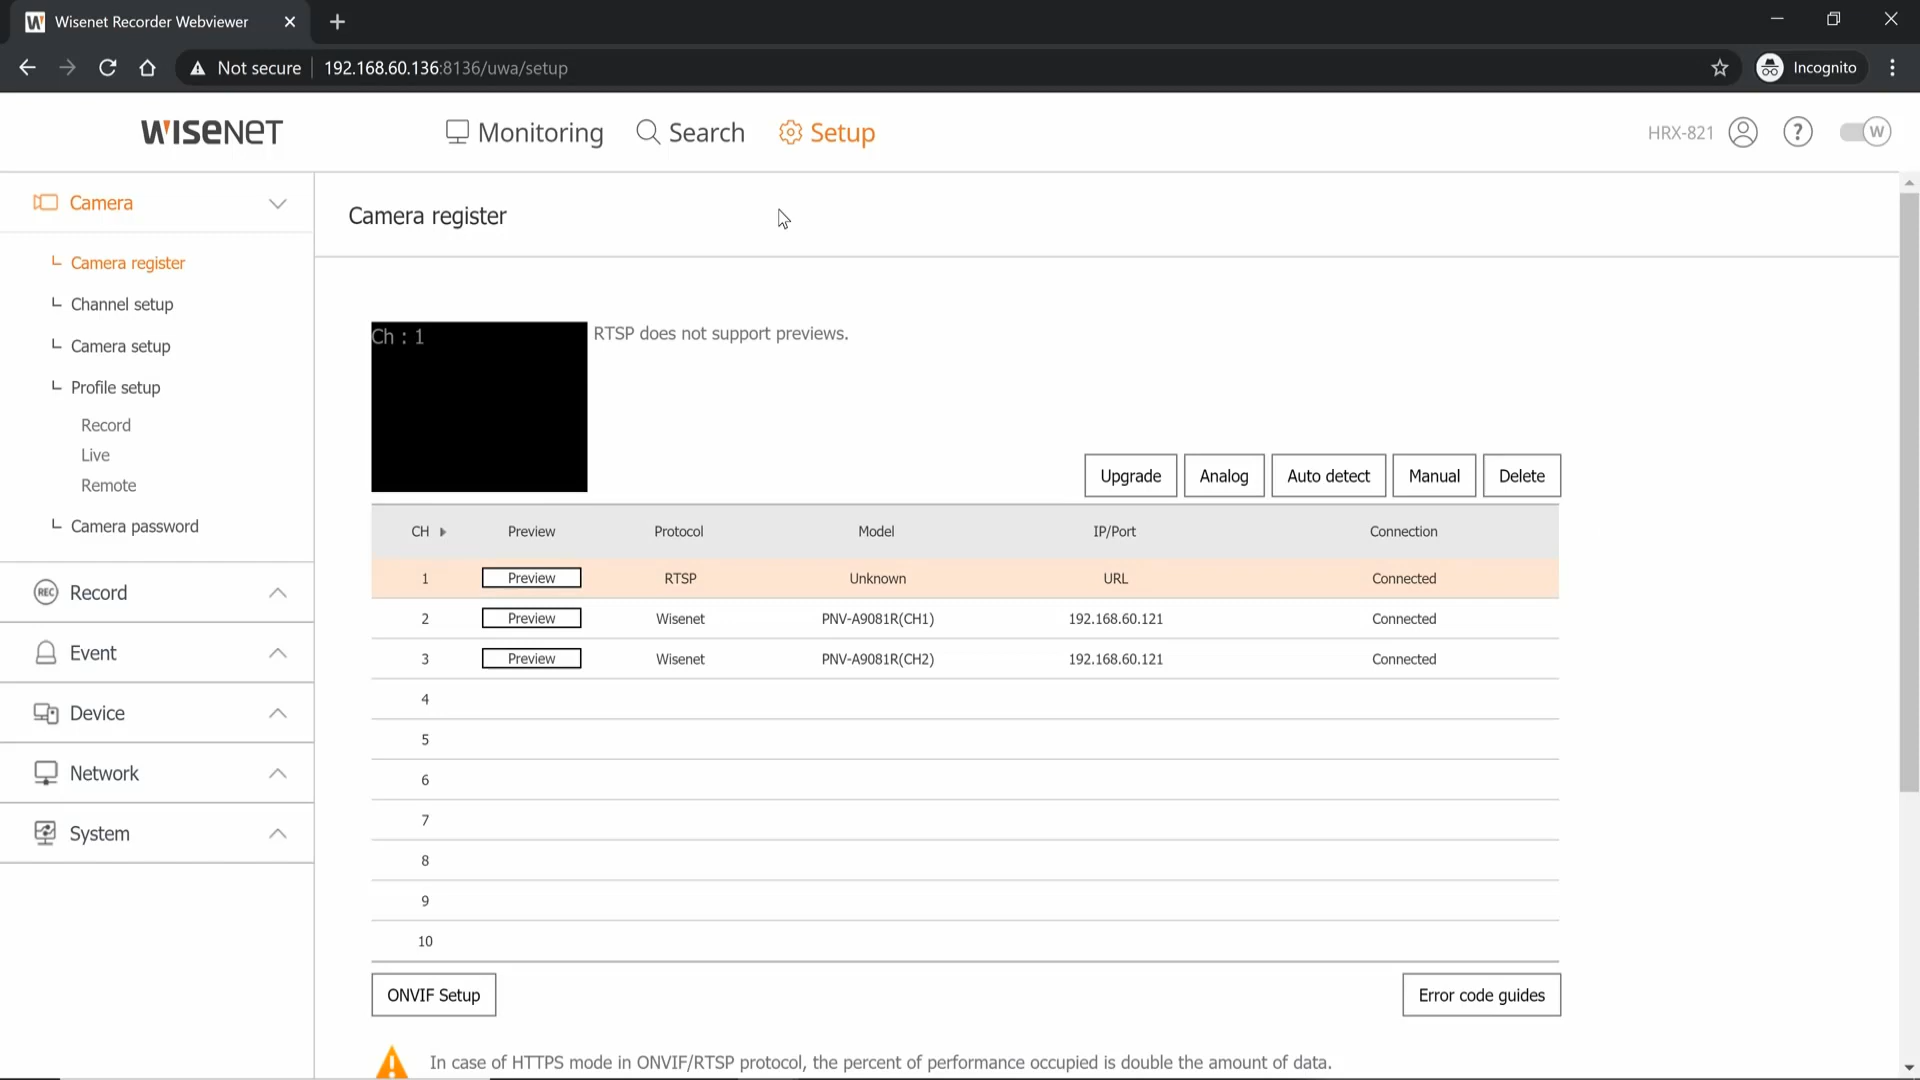 Wisenet Recorder Webviewer
Not secure 192.168.60.136:8136/uwa/setup
Incognito
WISENET
Monitoring Search Setup
HRX-821 ? W
Camera
Camera register
Channel setup
Camera setup
Profile setup
Record
Live
Remote
Camera password
REC Record
Event
Device
Network
System
Camera register
Ch : 1
RTSP does not support previews.
Upgrade Analog Auto detect Manual Delete
CH Preview Protocol Model IP/Port Connection
1 Preview RTSP Unknown URL Connected
2 Preview Wisenet PNV-A9081R(CH1) 192.168.60.121 Connected
3 Preview Wisenet PNV-A9081R(CH2) 192.168.60.121 Connected
4
5
6
7
8
9
10
ONVIF Setup Error code guides
In case of HTTPS mode in ONVIF/RTSP protocol, the percent of performance occupied is double the amount of data.